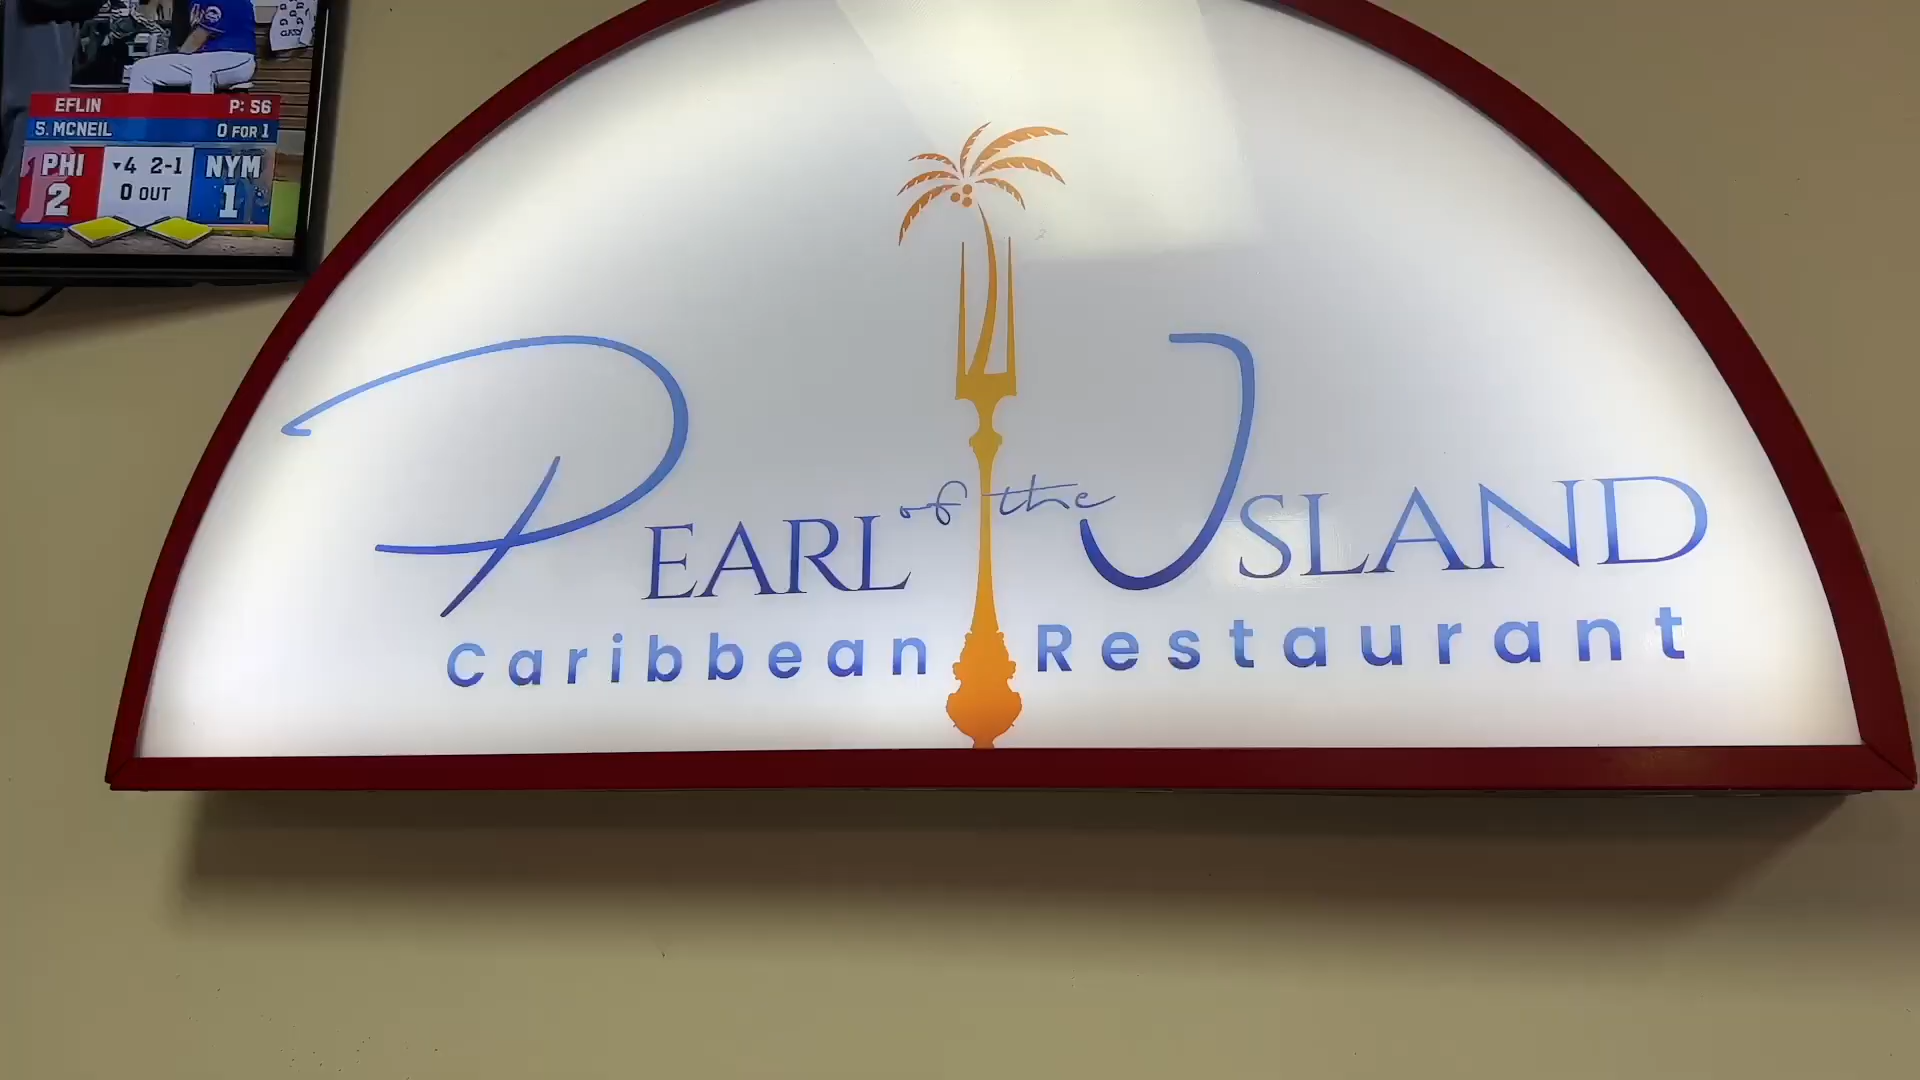 EFLIN P: 56
5. MCNEIL 0 FOR 1
PHI ▾4 2-1 NYM
2 0 OUT 1
PEARL of the ISLAND
Caribbean Restaurant